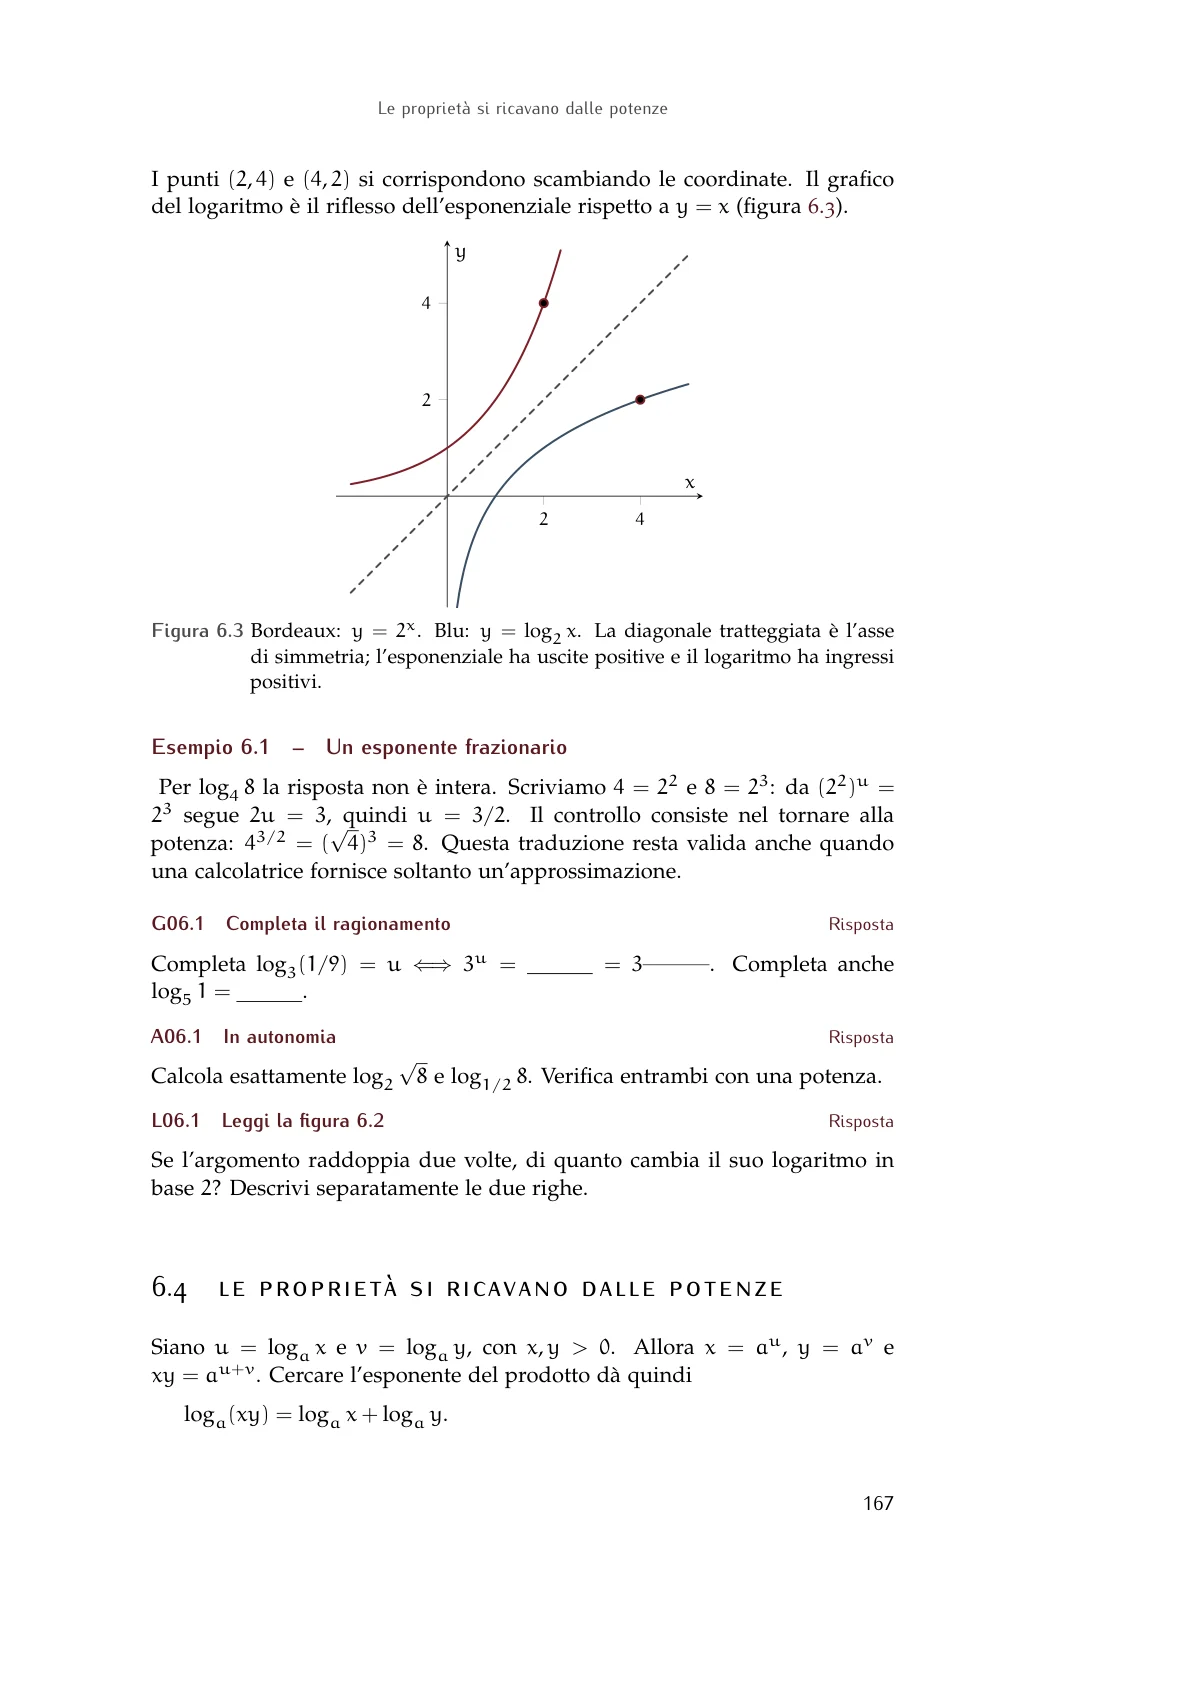 Le proprietà si ricavano dalle potenze
I punti (2, 4) e (4, 2) si corrispondono scambiando le coordinate. Il grafico
del logaritmo è il riflesso dell'esponenziale rispetto a y = x (figura 6.3).
y
4
2
x
2 4
Figura 6.3 Bordeaux: y = 2ˣ. Blu: y = log₂ x. La diagonale tratteggiata è l'asse
di simmetria; l'esponenziale ha uscite positive e il logaritmo ha ingressi
positivi.
Esempio 6.1 – Un esponente frazionario
Per log₄ 8 la risposta non è intera. Scriviamo 4 = 2² e 8 = 2³: da (2²)ᵘ =
2³ segue 2u = 3, quindi u = 3/2. Il controllo consiste nel tornare alla
potenza: 4^{3/2} = (√4)³ = 8. Questa traduzione resta valida anche quando
una calcolatrice fornisce soltanto un'approssimazione.
G06.1 Completa il ragionamento Risposta
Completa log₃(1/9) = u ⟺ 3ᵘ = ______ = 3^{______}. Completa anche
log₅ 1 = ______.
A06.1 In autonomia Risposta
Calcola esattamente log₂ √8 e log_{1/2} 8. Verifica entrambi con una potenza.
L06.1 Leggi la figura 6.2 Risposta
Se l'argomento raddoppia due volte, di quanto cambia il suo logaritmo in
base 2? Descrivi separatamente le due righe.
6.4 LE PROPRIETÀ SI RICAVANO DALLE POTENZE
Siano u = logₐ x e v = logₐ y, con x, y > 0. Allora x = aᵘ, y = aᵛ e
xy = aᵘ⁺ᵛ. Cercare l'esponente del prodotto dà quindi
logₐ(xy) = logₐ x + logₐ y.
167